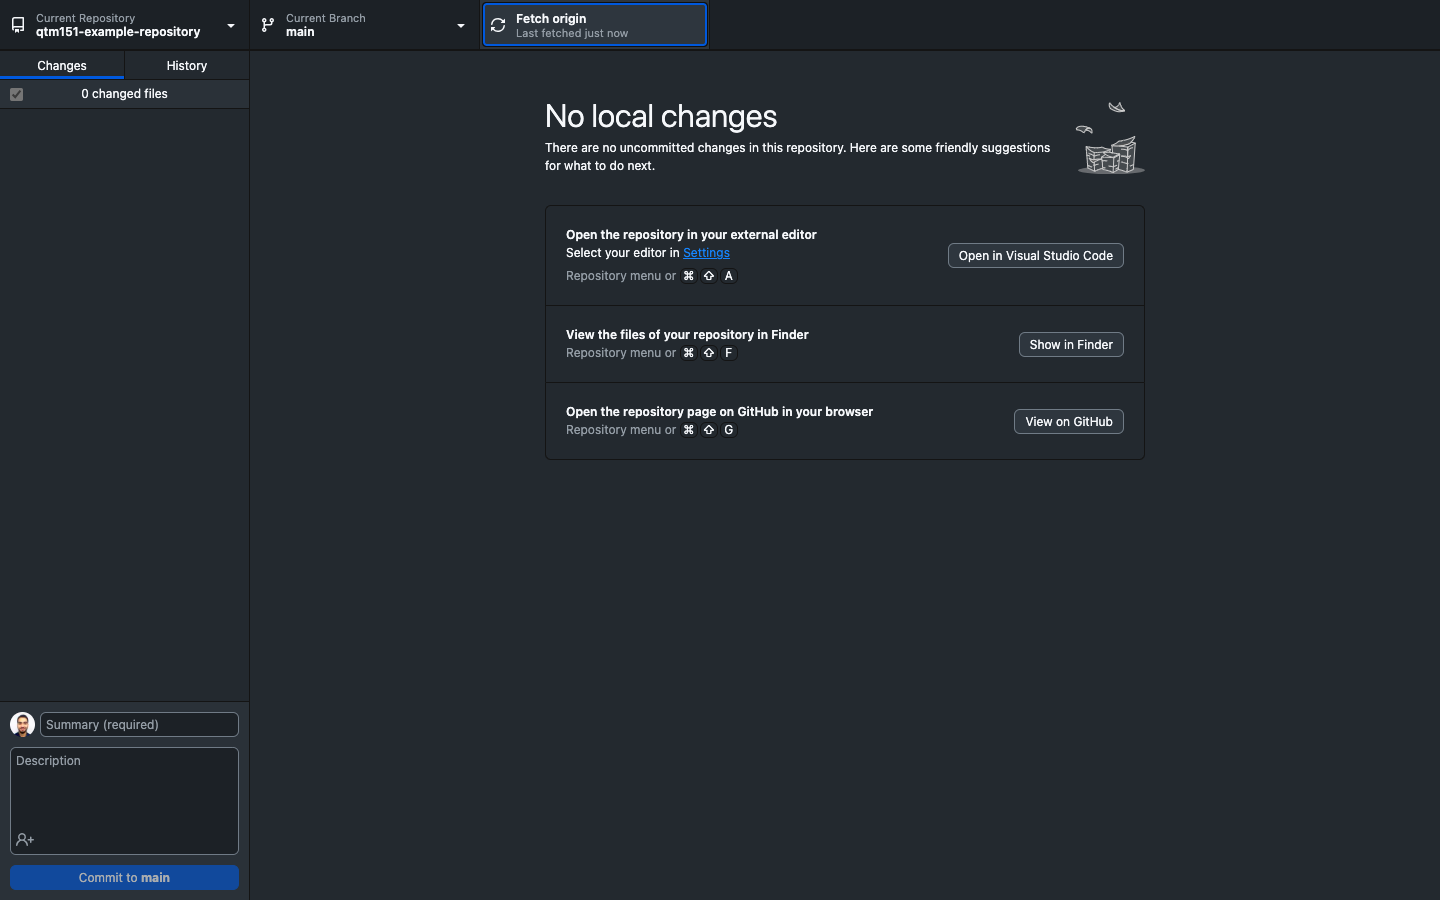 Current Repository
qtm151-example-repository
Current Branch
main
Fetch origin
Last fetched just now
Changes
History
0 changed files
No local changes
There are no uncommitted changes in this repository. Here are some friendly suggestions
for what to do next.
Open the repository in your external editor
Select your editor in Settings
Repository menu or ⌘ ⇧ A
Open in Visual Studio Code
View the files of your repository in Finder
Repository menu or ⌘ ⇧ F
Show in Finder
Open the repository page on GitHub in your browser
Repository menu or ⌘ ⇧ G
View on GitHub
Summary (required)
Description
Commit to main